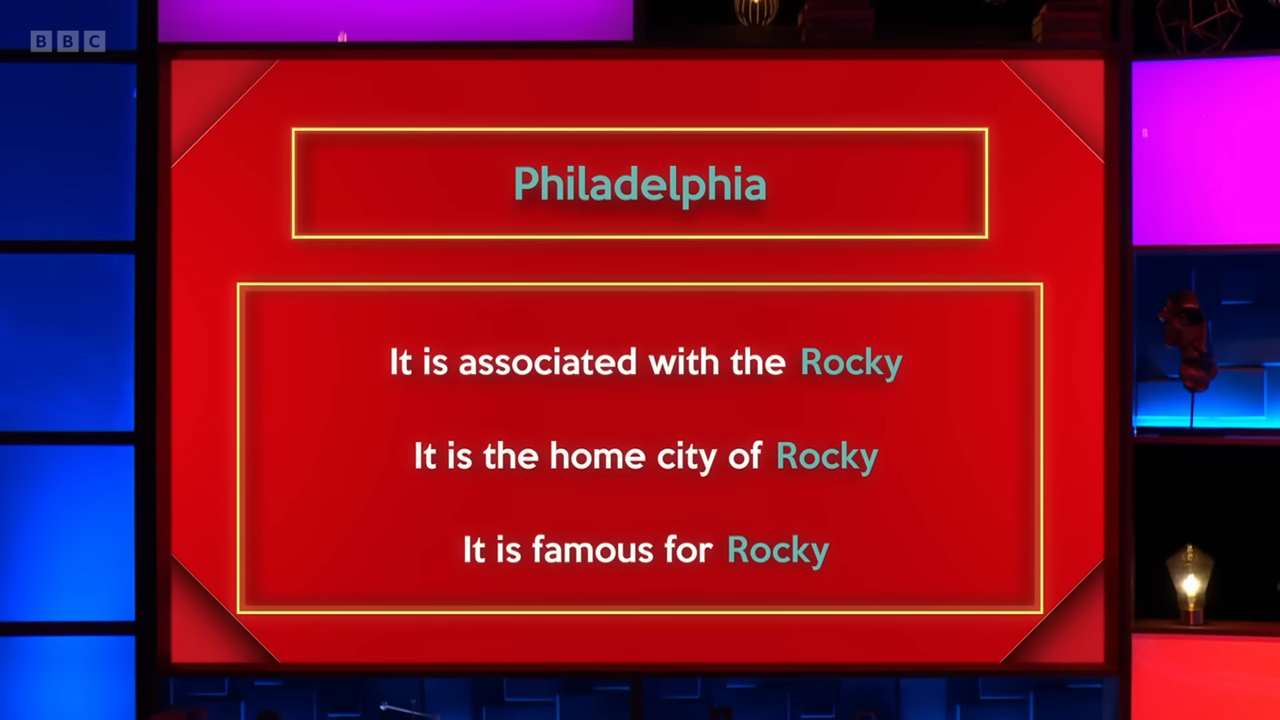 BBC
Philadelphia
It is associated with the Rocky
It is the home city of Rocky
It is famous for Rocky